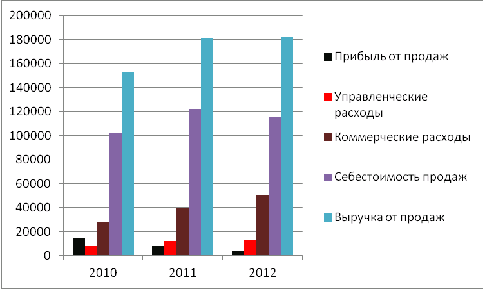 200000
180000
160000
140000
120000
100000
80000
60000
40000
20000
0
2010
2011
2012
Прибыль от продаж
Управленческие
расходы
Коммерческие расходы
Себестоимость продаж
Выручка от продаж